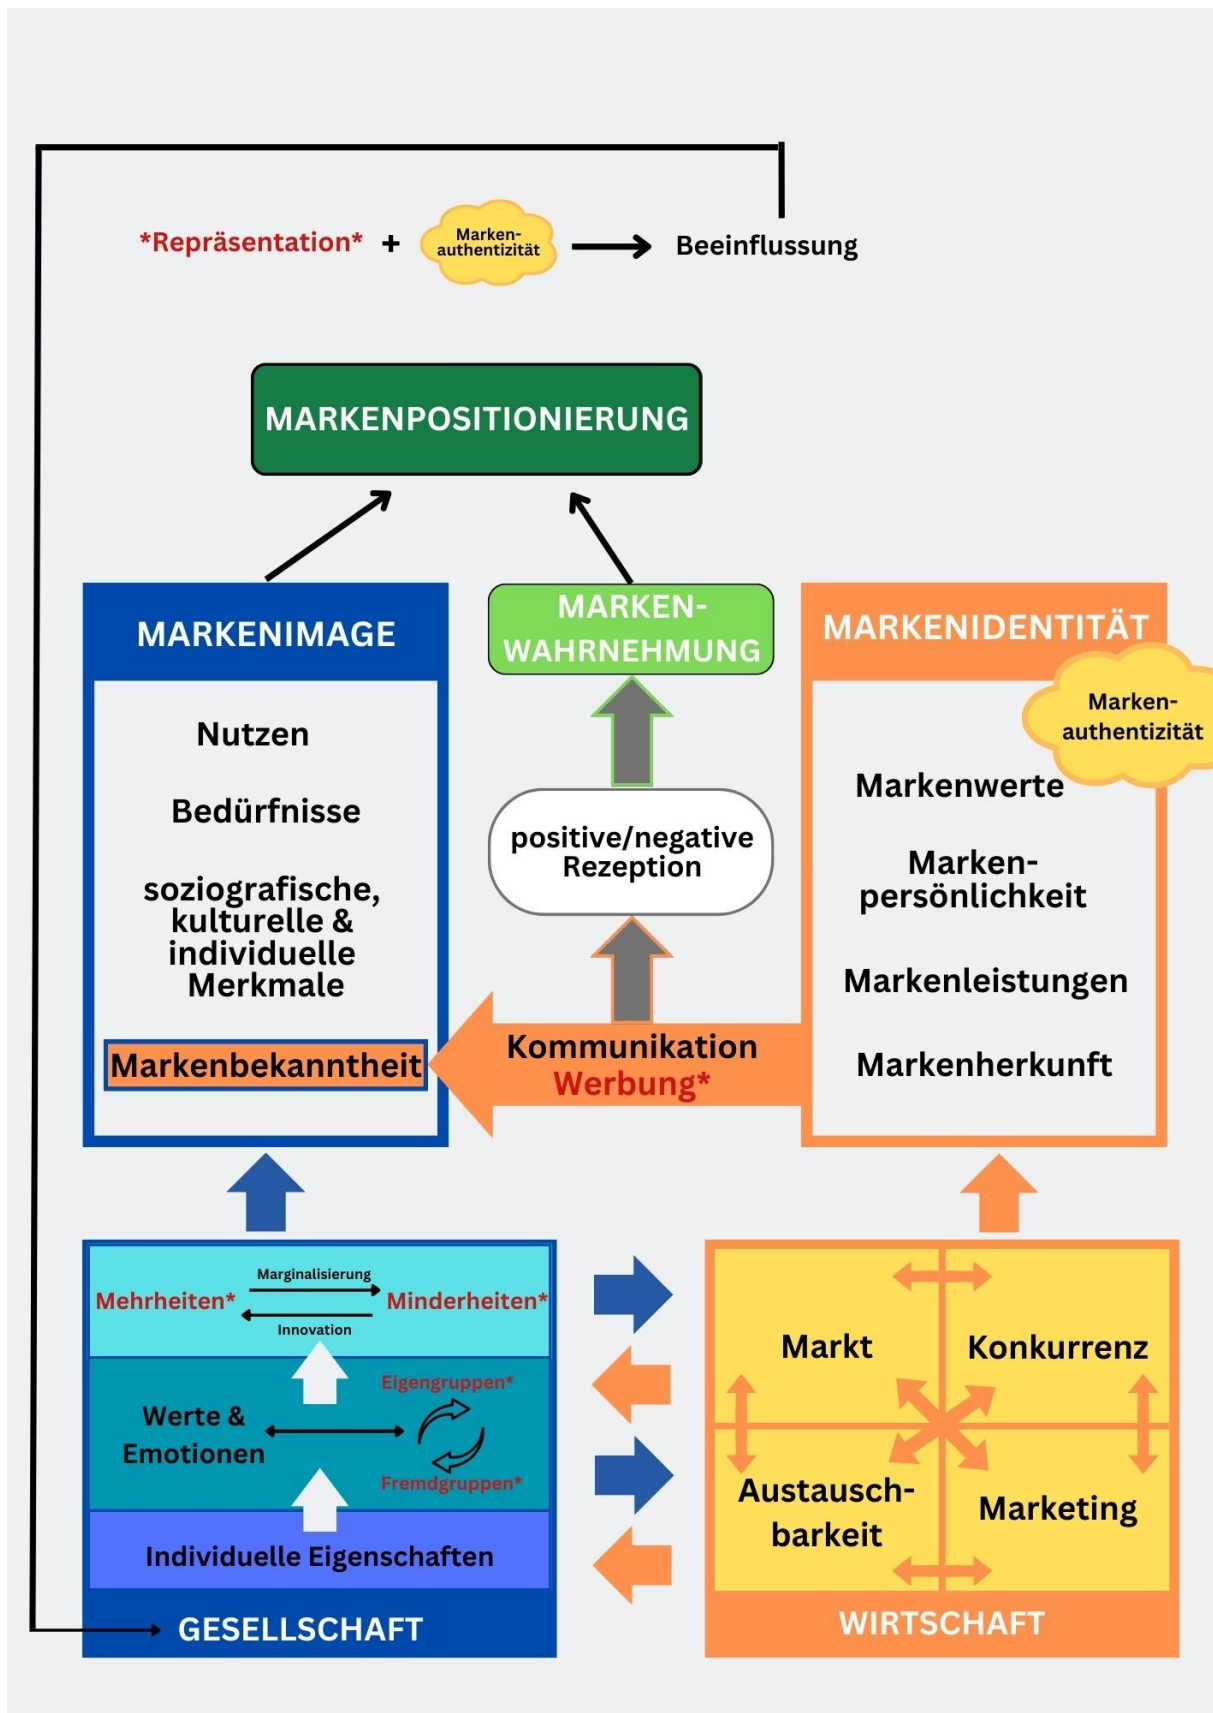 *Repräsentation* + Marken-
authentizität Beeinflussung
MARKENPOSITIONIERUNG
MARKENIMAGE
Nutzen
Bedürfnisse
soziografische,
kulturelle &
individuelle
Merkmale
Markenbekanntheit
MARKEN-
WAHRNEHMUNG
positive/negative
Rezeption
Kommunikation
Werbung*
MARKENIDENTITÄT
Marken-
authentizität
Markenwerte
Marken-
persönlichkeit
Markenleistungen
Markenherkunft
Marginalisierung
Mehrheiten* Minderheiten*
Innovation
Eigengruppen*
Werte &
Emotionen
Fremdgruppen*
Individuelle Eigenschaften
GESELLSCHAFT
Markt
Konkurrenz
Austausch-
barkeit
Marketing
WIRTSCHAFT